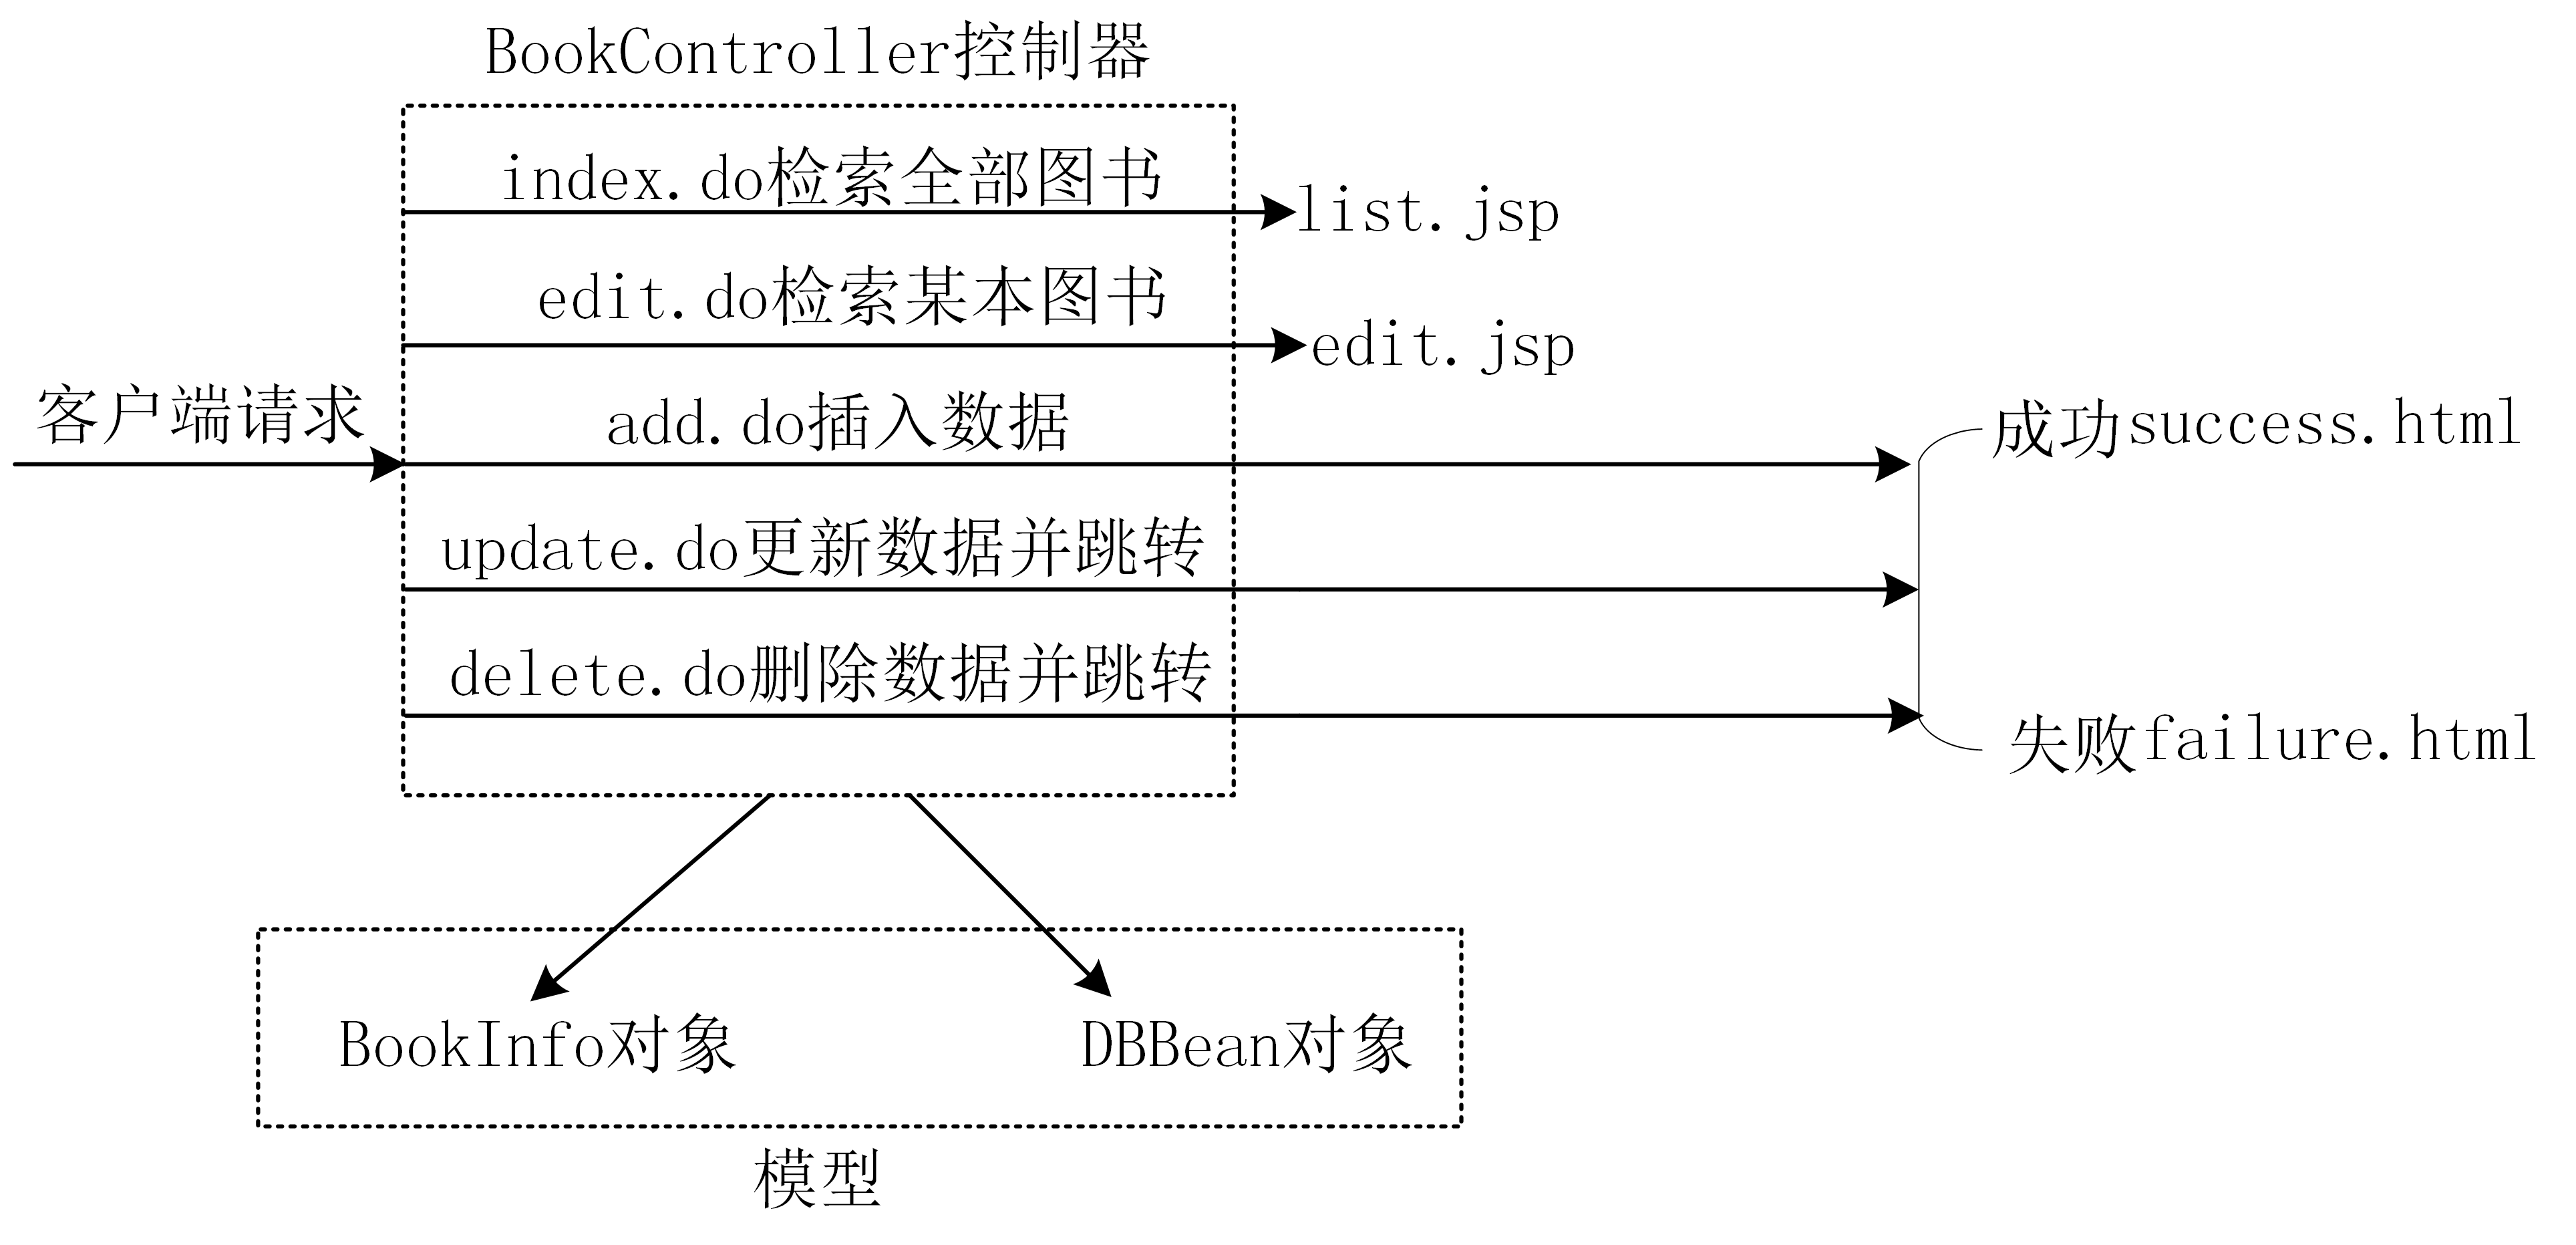 BookController控制器
index.do检索全部图书
list.jsp
edit.do检索某本图书
edit.jsp
客户端请求
add.do插入数据
成功success.html
update.do更新数据并跳转
delete.do删除数据并跳转
失败failure.html
BookInfo对象
DBBean对象
模型